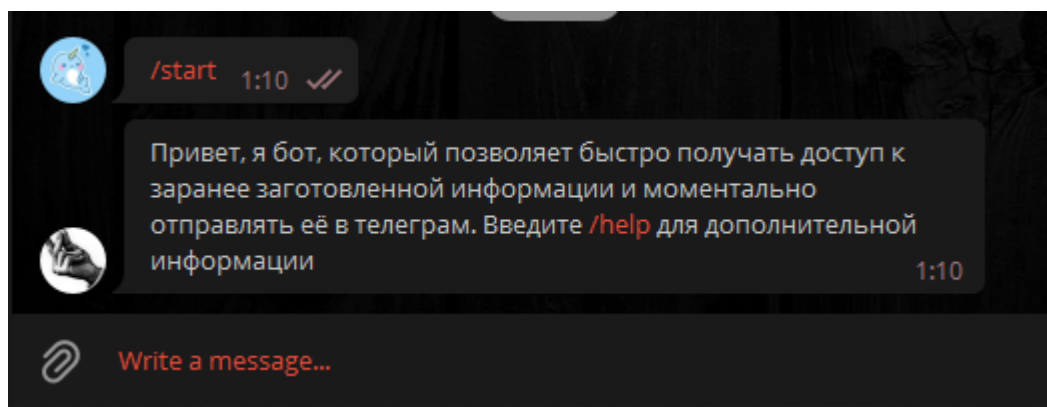 /start 1:10
Привет, я бот, который позволяет быстро получать доступ к
заранее заготовленной информации и моментально
отправлять её в телеграм. Введите /help для дополнительной
информации
1:10
Write a message...